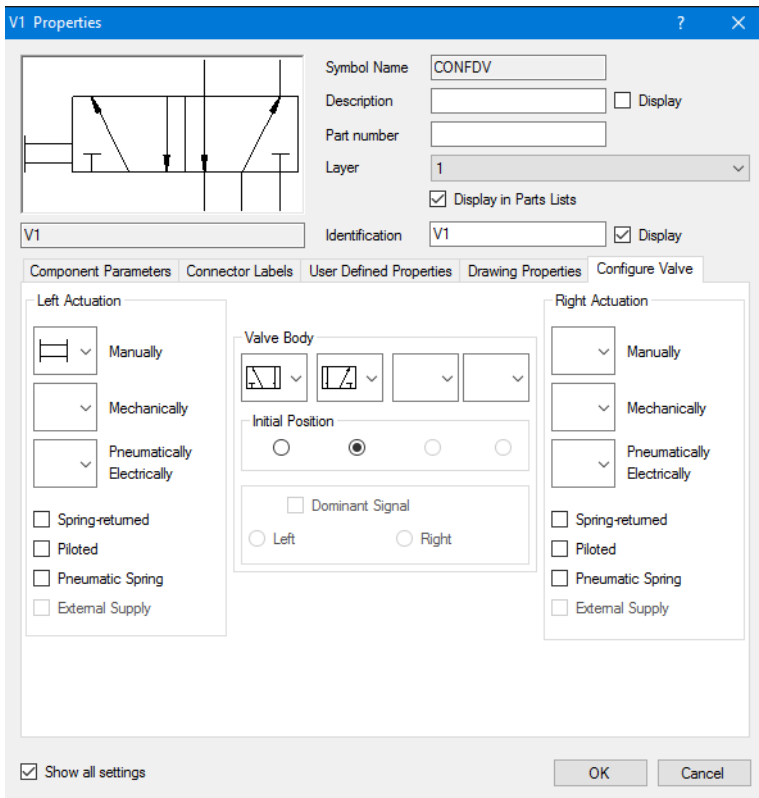 V1 Properties ? ✕
Symbol Name CONFDV
Description Display
Part number
Layer 1
Display in Parts Lists
V1 Identification V1 Display
Component Parameters Connector Labels User Defined Properties Drawing Properties Configure Valve
Left Actuation
Manually
Mechanically
Pneumatically
Electrically
Spring-returned
Piloted
Pneumatic Spring
External Supply
Valve Body
Initial Position
Dominant Signal
Left Right
Right Actuation
Manually
Mechanically
Pneumatically
Electrically
Spring-returned
Piloted
Pneumatic Spring
External Supply
Show all settings OK Cancel